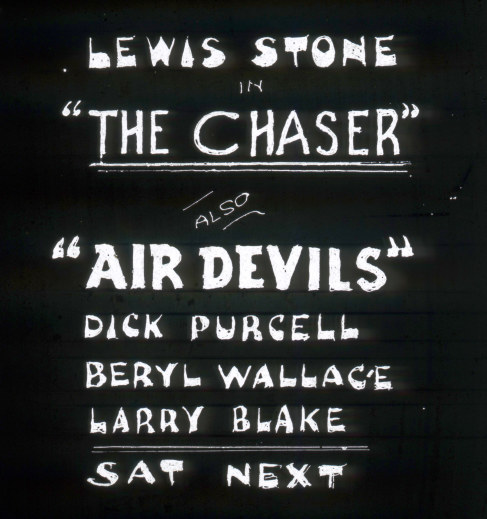 LEWIS STONE
IN
"THE CHASER"
ALSO
"AIR DEVILS"
DICK PURCELL
BERYL WALLACE
LARRY BLAKE
SAT NEXT